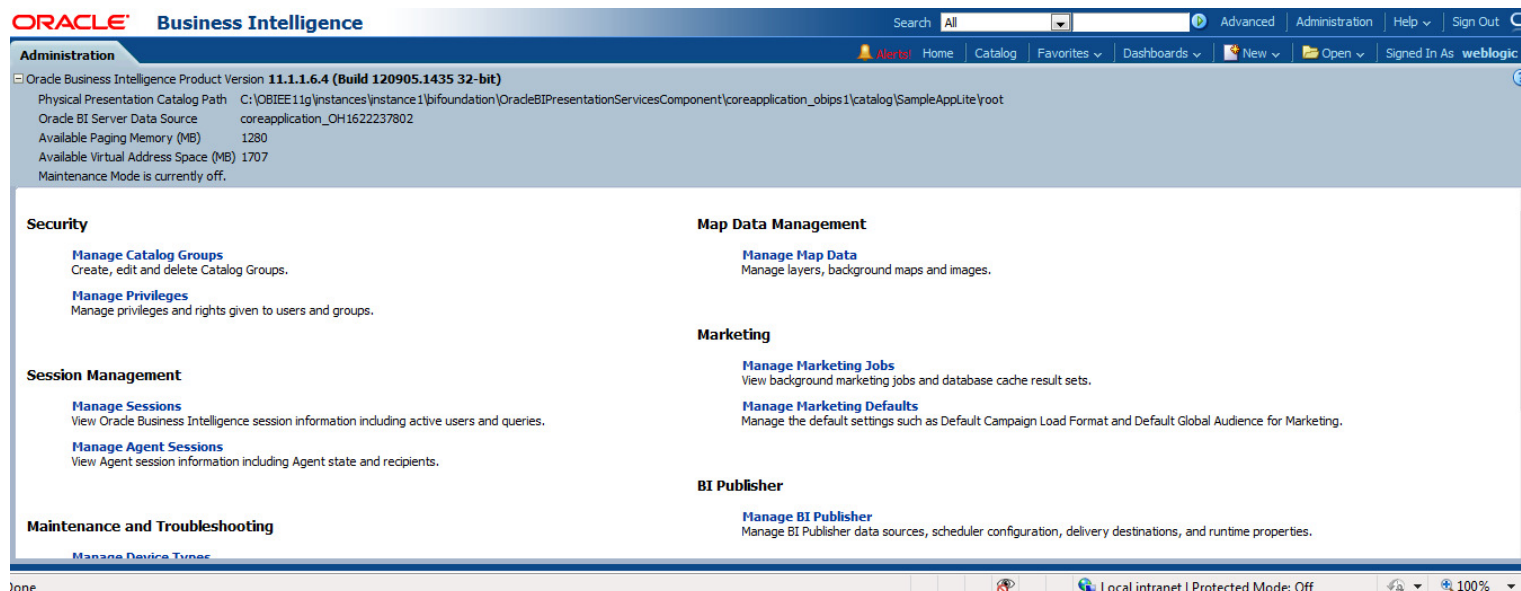 ORACLE Business Intelligence Search All Advanced Administration Help Sign Out
Administration Alerts! Home Catalog Favorites Dashboards New Open Signed In As weblogic
Oracle Business Intelligence Product Version 11.1.1.6.4 (Build 120905.1435 32-bit)
Physical Presentation Catalog Path C:\OBIEE11g\instances\instance1\bifoundation\OracleBIPresentationServicesComponent\coreapplication_obips1\catalog\SampleAppLite\root
Oracle BI Server Data Source coreapplication_OH1622237802
Available Paging Memory (MB) 1280
Available Virtual Address Space (MB) 1707
Maintenance Mode is currently off.
Security
Manage Catalog Groups
Create, edit and delete Catalog Groups.
Manage Privileges
Manage privileges and rights given to users and groups.
Session Management
Manage Sessions
View Oracle Business Intelligence session information including active users and queries.
Manage Agent Sessions
View Agent session information including Agent state and recipients.
Maintenance and Troubleshooting
Manage Device Types
Map Data Management
Manage Map Data
Manage layers, background maps and images.
Marketing
Manage Marketing Jobs
View background marketing jobs and database cache result sets.
Manage Marketing Defaults
Manage the default settings such as Default Campaign Load Format and Default Global Audience for Marketing.
BI Publisher
Manage BI Publisher
Manage BI Publisher data sources, scheduler configuration, delivery destinations, and runtime properties.
Done Local intranet | Protected Mode: Off 100%